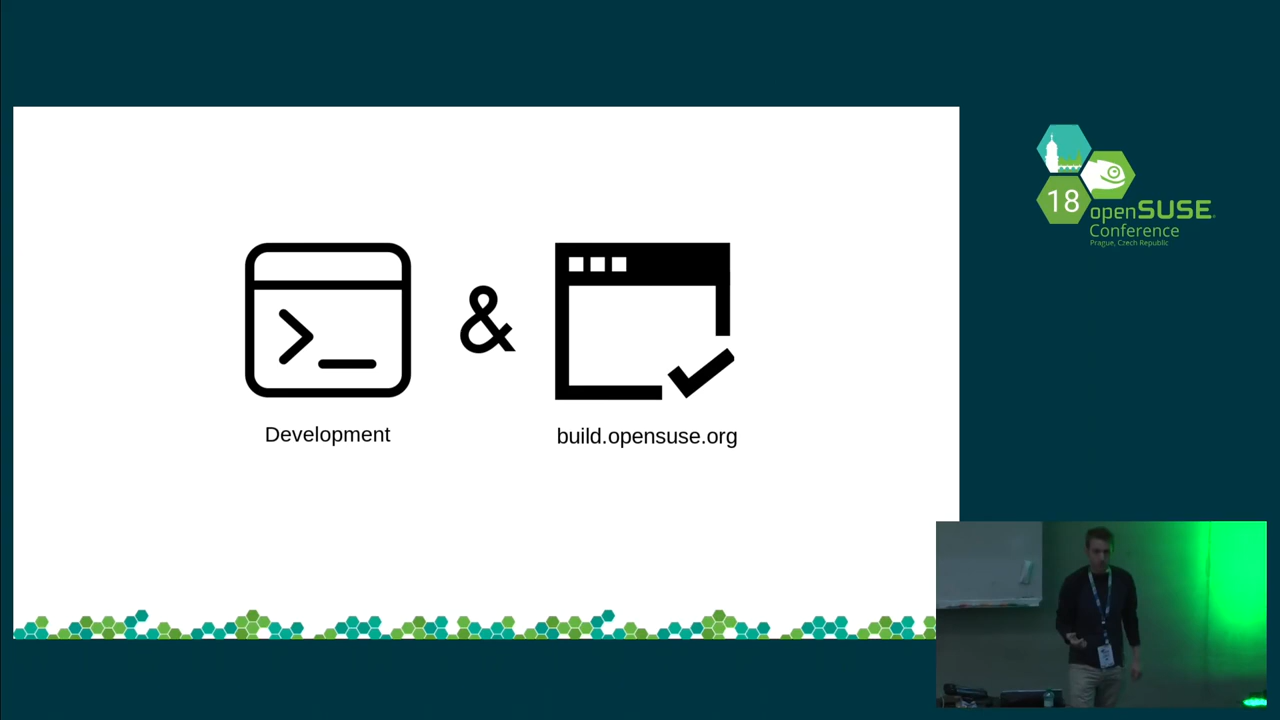 &
Development
build.opensuse.org
18
openSUSE
Conference
Prague, Czech Republic